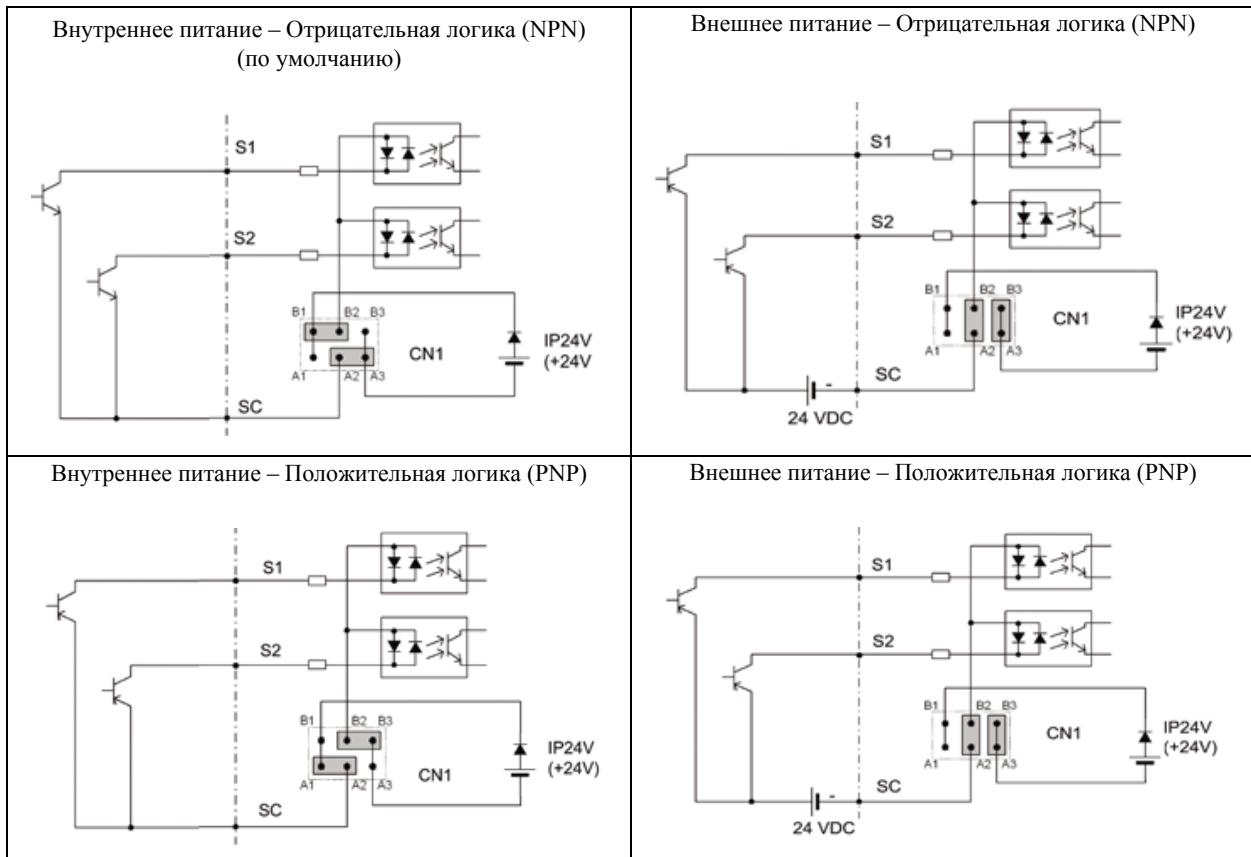 Внутреннее питание – Отрицательная логика (NPN)
(по умолчанию)
S1
S2
B1 B2 B3
CN1
IP24V
(+24V
A1 A2 A3
SC
Внешнее питание – Отрицательная логика (NPN)
S1
S2
B1 B2 B3
CN1
IP24V
(+24V)
A1 A2 A3
SC
-
24 VDC
Внутреннее питание – Положительная логика (PNP)
S1
S2
B1 B2 B3
IP24V
(+24V)
CN1
A1 A2 A3
SC
Внешнее питание – Положительная логика (PNP)
S1
S2
B1 B2 B3
CN1
IP24V
(+24V)
A1 A2 A3
SC
-
24 VDC